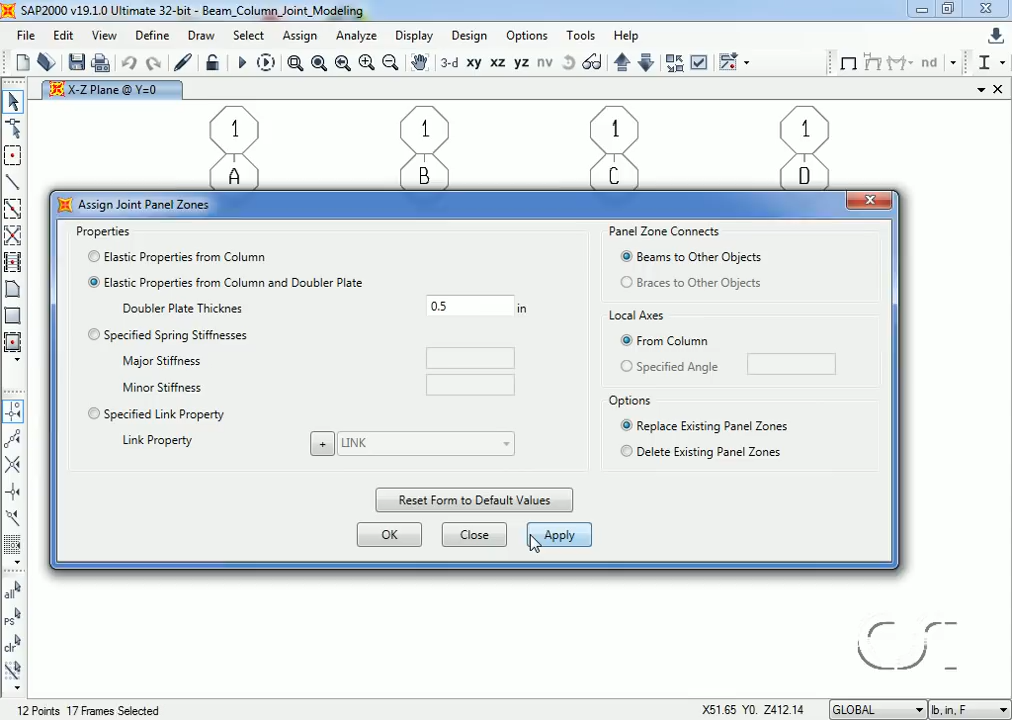 SAP2000 v19.1.0 Ultimate 32-bit - Beam_Column_Joint_Modeling
File Edit View Define Draw Select Assign Analyze Display Design Options Tools Help
3-d xy xz yz nv nd
X-Z Plane @ Y=0
1 1 1 1
A B C D
Assign Joint Panel Zones
Properties
Elastic Properties from Column
Elastic Properties from Column and Doubler Plate
Doubler Plate Thicknes 0.5 in
Specified Spring Stiffnesses
Major Stiffness
Minor Stiffness
Specified Link Property
Link Property + LINK
Panel Zone Connects
Beams to Other Objects
Braces to Other Objects
Local Axes
From Column
Specified Angle
Options
Replace Existing Panel Zones
Delete Existing Panel Zones
Reset Form to Default Values
OK Close Apply
all
PS
clr
CSI
12 Points 17 Frames Selected X51.65 Y0. Z412.14 GLOBAL lb, in, F